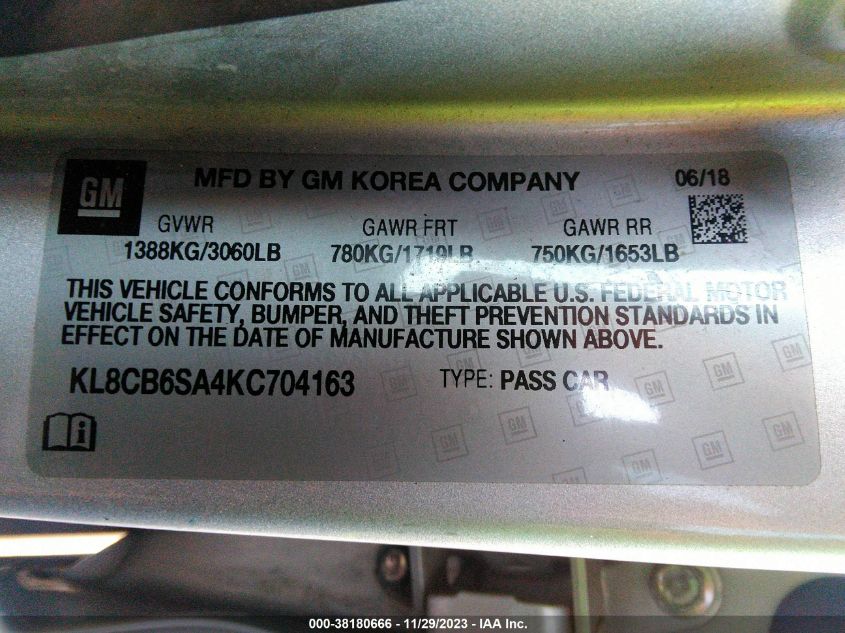 GM
MFD BY GM KOREA COMPANY
06/18
GVWR
GAWR FRT
GAWR RR
1388KG/3060LB
780KG/1719LB
750KG/1653LB
THIS VEHICLE CONFORMS TO ALL APPLICABLE U.S. FEDERAL MOTOR
VEHICLE SAFETY, BUMPER, AND THEFT PREVENTION STANDARDS IN
EFFECT ON THE DATE OF MANUFACTURE SHOWN ABOVE.
KL8CB6SA4KC704163
TYPE: PASS CAR
000-38180666 - 11/29/2023 - IAA Inc.